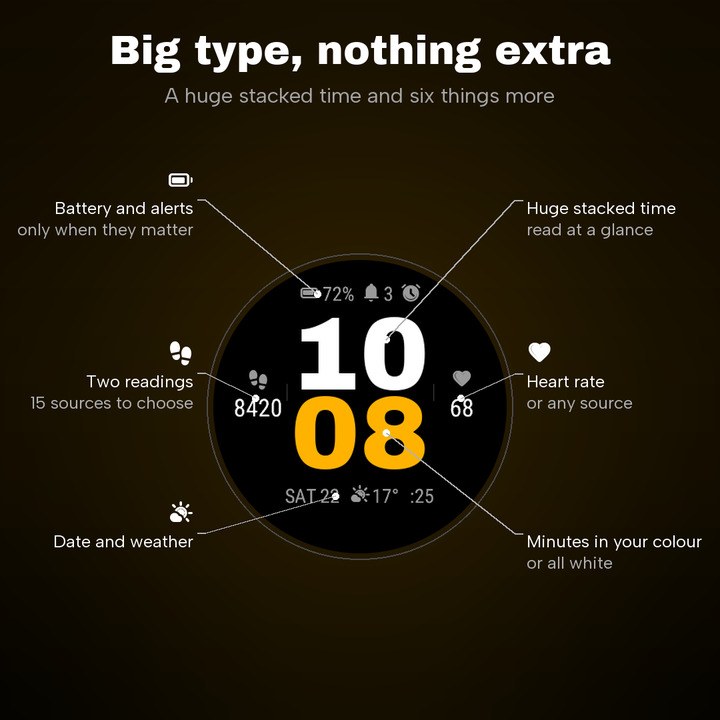 Big type, nothing extra
A huge stacked time and six things more
Battery and alerts
only when they matter
Huge stacked time
read at a glance
72% 3
10
08
Two readings
15 sources to choose
8420
68
Heart rate
or any source
SAT 22 17° :25
Date and weather
Minutes in your colour
or all white